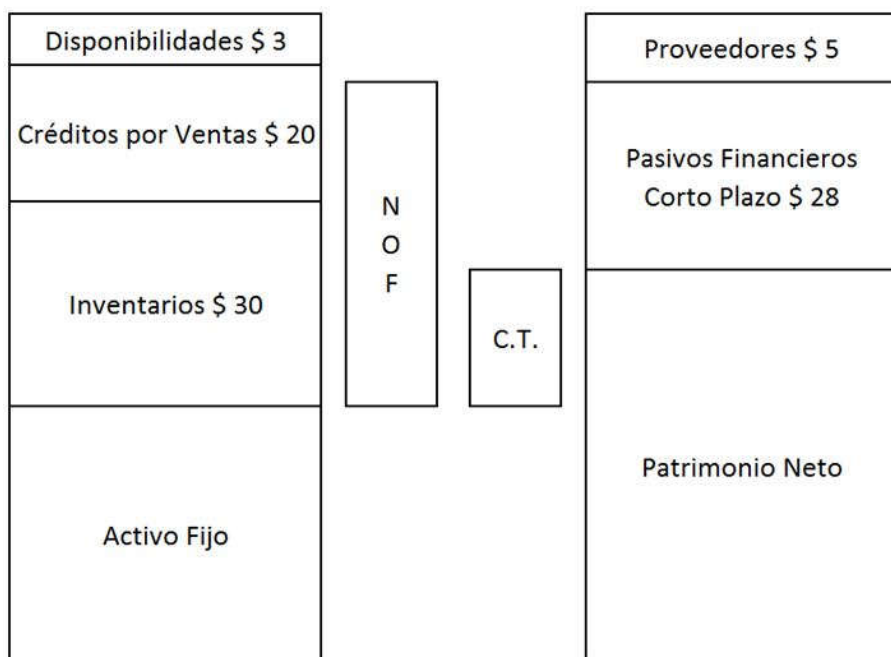 Disponibilidades $ 3
Créditos por Ventas $ 20
Inventarios $ 30
Activo Fijo
N
O
F
C.T.
Proveedores $ 5
Pasivos Financieros
Corto Plazo $ 28
Patrimonio Neto